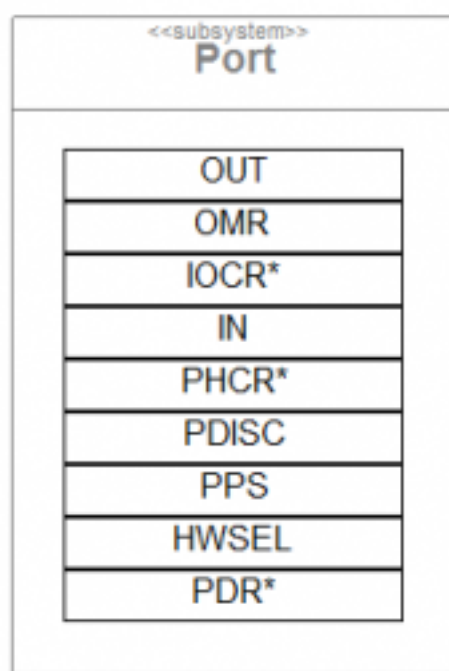 <<subsystem>>
Port
OUT
OMR
IOCR*
IN
PHCR*
PDISC
PPS
HWSEL
PDR*